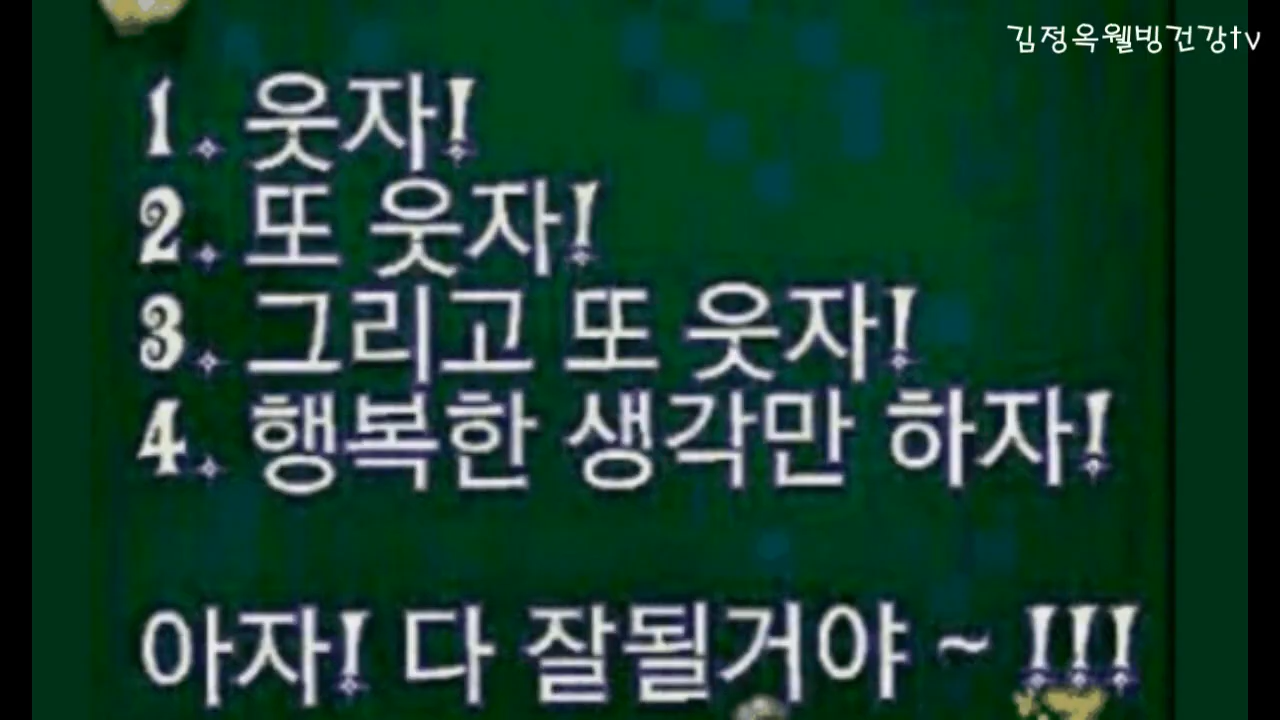 김정옥웰빙건강tv
1. 웃자!
2. 또 웃자!
3. 그리고 또 웃자!
4. 행복한 생각만 하자!
아자! 다 잘될거야~!!!